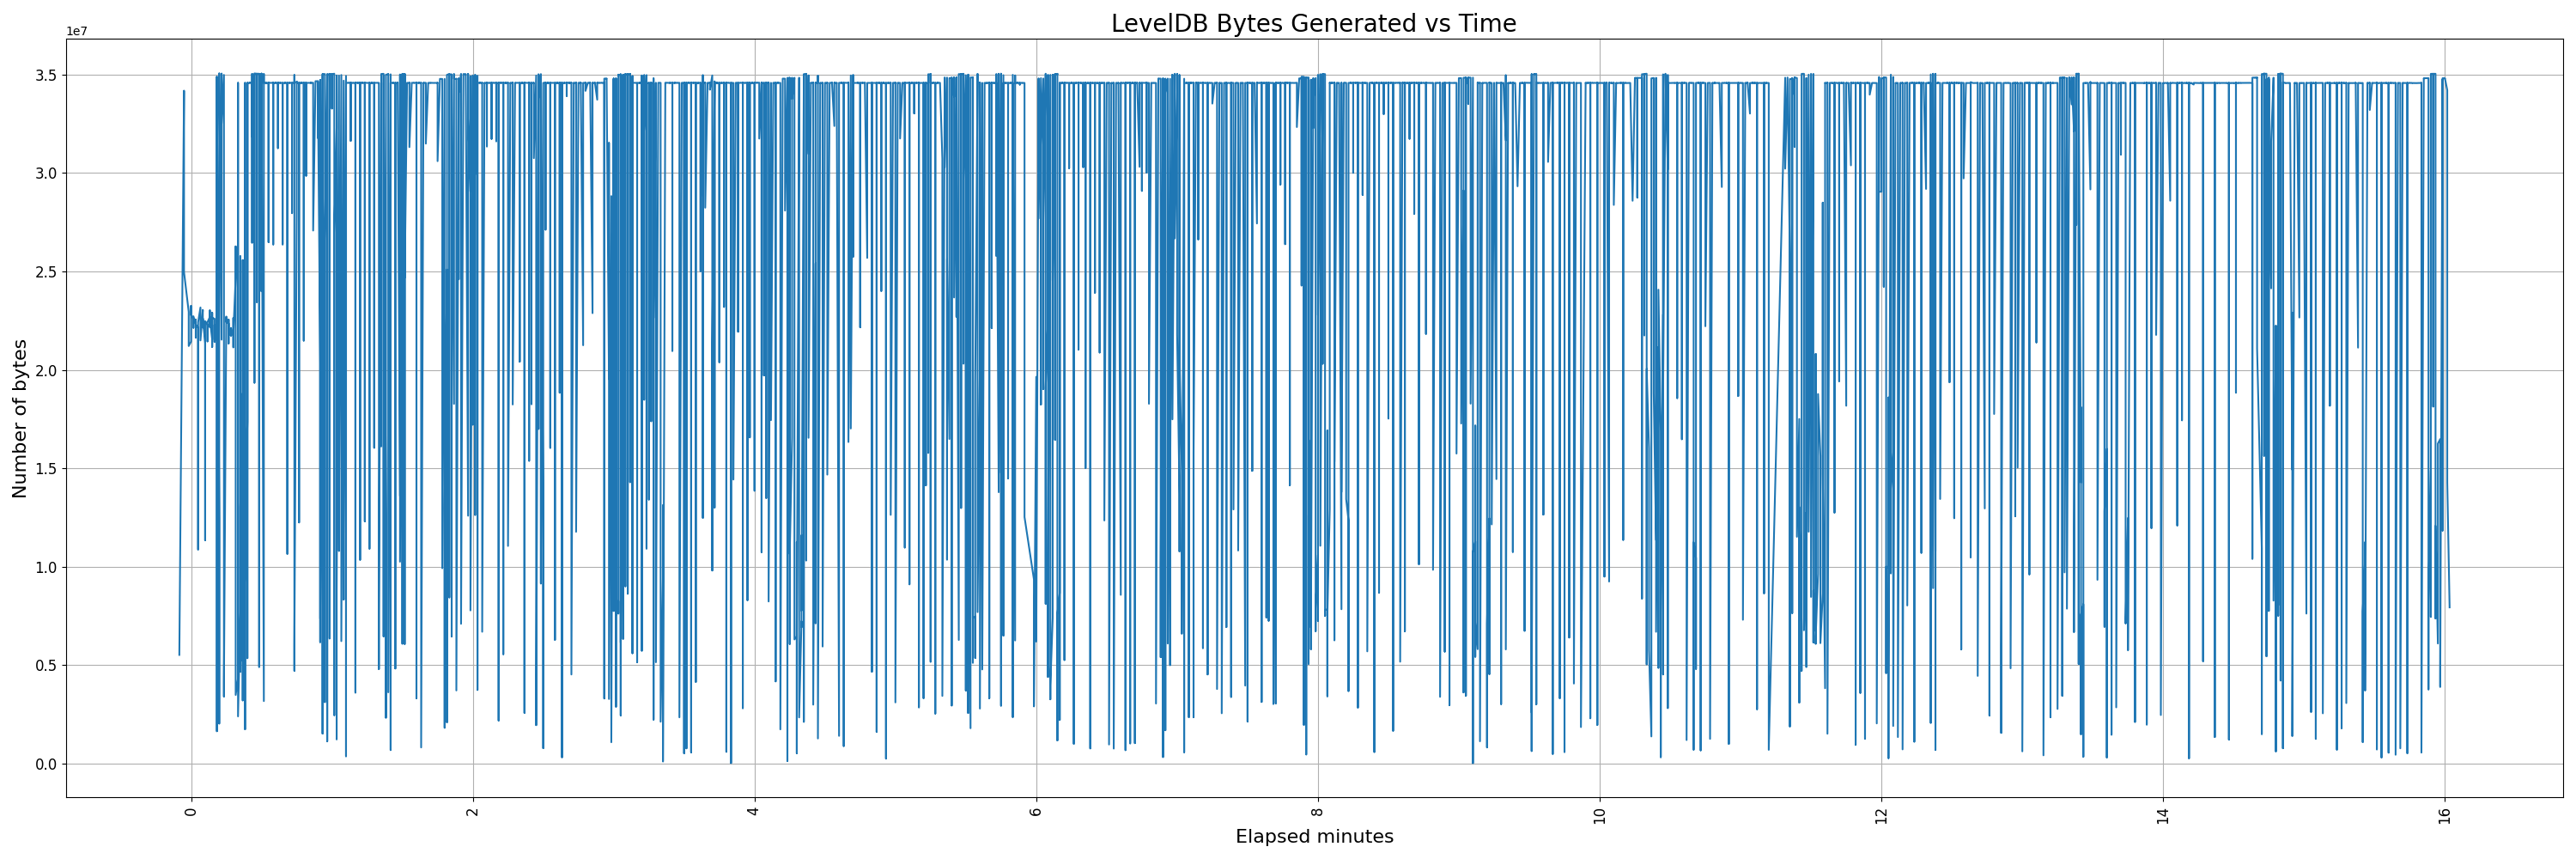 LevelDB Bytes Generated vs Time
1e7
3.5
3.0
2.5
2.0
1.5
1.0
0.5
0.0
Number of bytes
0 2 4 6 8 10 12 14 16
Elapsed minutes